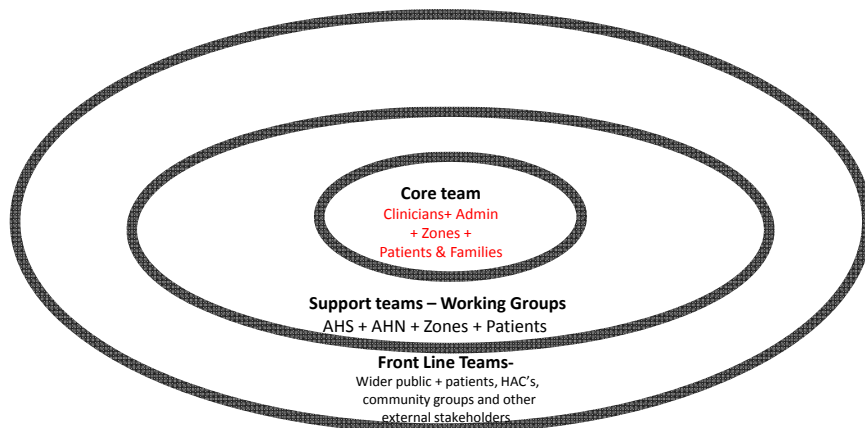 Core team
Clinicians+ Admin
+ Zones +
Patients & Families
Support teams – Working Groups
AHS + AHN + Zones + Patients
Front Line Teams-
Wider public + patients, HAC's,
community groups and other
external stakeholders